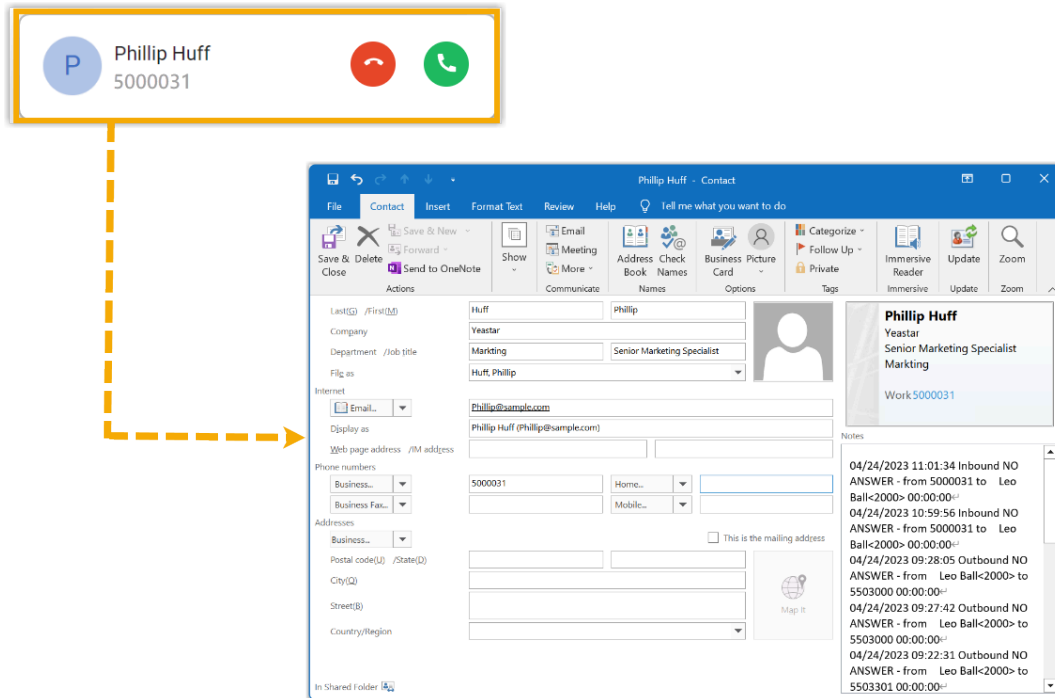 P
Phillip Huff
5000031
Phillip Huff - Contact
File Contact Insert Format Text Review Help Tell me what you want to do
Save & Close
Delete
Save & New
Forward
Send to OneNote
Actions
Show
Email
Meeting
More
Communicate
Address Book
Check Names
Names
Business Card
Picture
Options
Categorize
Follow Up
Private
Tags
Immersive Reader
Immersive
Update
Update
Zoom
Zoom
Last(G) /First(M) Huff Phillip
Company Yeastar
Department /Job title Markting Senior Marketing Specialist
File as Huff, Phillip
Internet
Email... Phillip@sample.com
Display as Phillip Huff (Phillip@sample.com)
Web page address /IM address
Phone numbers
Business... 5000031 Home...
Business Fax... Mobile...
Addresses
Business... This is the mailing address
Postal code(U) /State(D)
City(Q)
Street(B)
Map It
Country/Region
In Shared Folder
Phillip Huff
Yeastar
Senior Marketing Specialist
Markting
Work 5000031
Notes
04/24/2023 11:01:34 Inbound NO
ANSWER - from 5000031 to Leo
Ball<2000> 00:00:00↵
04/24/2023 10:59:56 Inbound NO
ANSWER - from 5000031 to Leo
Ball<2000> 00:00:00↵
04/24/2023 09:28:05 Outbound NO
ANSWER - from Leo Ball<2000> to
5503000 00:00:00↵
04/24/2023 09:27:42 Outbound NO
ANSWER - from Leo Ball<2000> to
5503000 00:00:00↵
04/24/2023 09:22:31 Outbound NO
ANSWER - from Leo Ball<2000> to
5503301 00:00:00↵